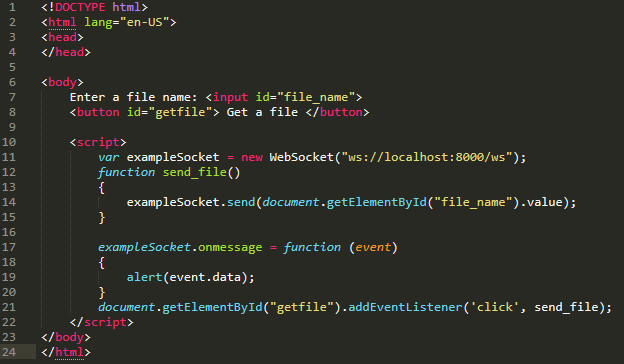 1 <!DOCTYPE html>
2 <html lang="en-US">
3 <head>
4 </head>
5
6 <body>
7     Enter a file name: <input id="file_name">
8     <button id="getfile"> Get a file </button>
9
10     <script>
11         var exampleSocket = new WebSocket("ws://localhost:8000/ws");
12         function send_file()
13         {
14             exampleSocket.send(document.getElementById("file_name").value);
15         }
16
17         exampleSocket.onmessage = function (event)
18         {
19             alert(event.data);
20         }
21         document.getElementById("getfile").addEventListener('click', send_file);
22     </script>
23 </body>
24 </html>